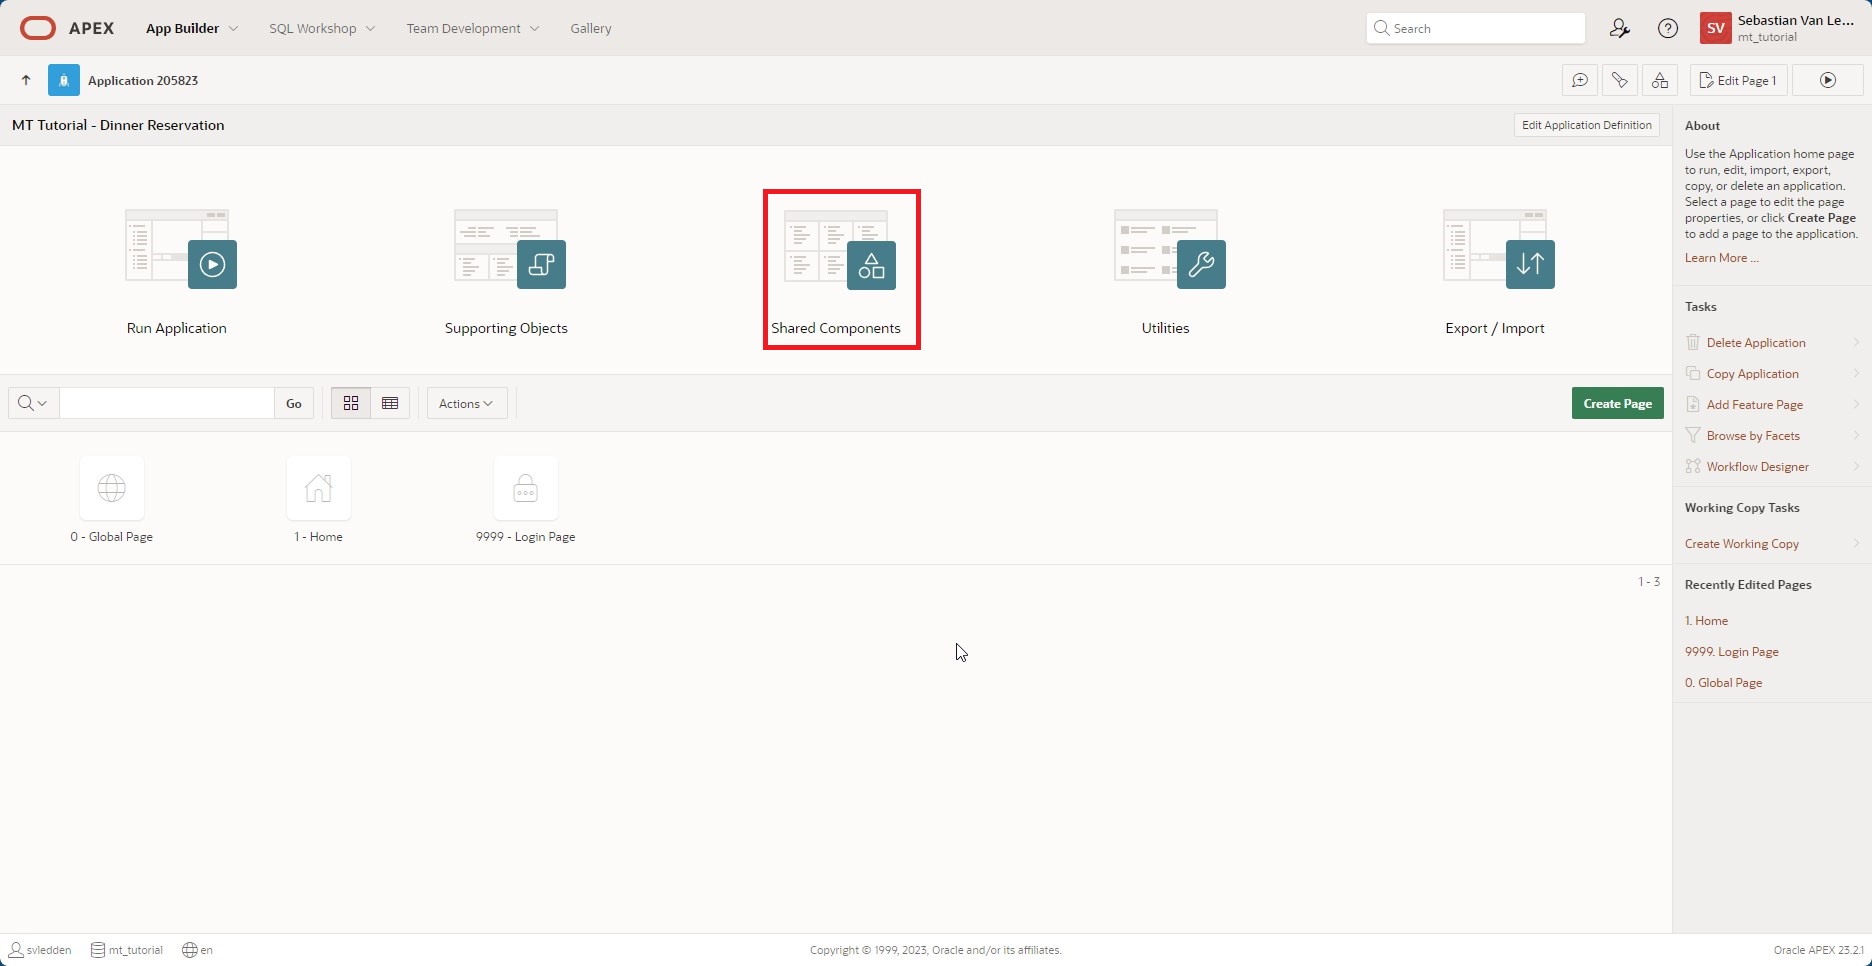 APEX
App Builder
SQL Workshop
Team Development
Gallery
Search
SV
Sebastian Van Le...
mt_tutorial
Application 205823
Edit Page 1
MT Tutorial - Dinner Reservation
Edit Application Definition
Run Application
Supporting Objects
Shared Components
Utilities
Export / Import
Go
Actions
Create Page
0 - Global Page
1 - Home
9999 - Login Page
1 - 3
About
Use the Application home page
to run, edit, import, export,
copy, or delete an application.
Select a page to edit the page
properties, or click Create Page
to add a page to the application.
Learn More ...
Tasks
Delete Application
Copy Application
Add Feature Page
Browse by Facets
Workflow Designer
Working Copy Tasks
Create Working Copy
Recently Edited Pages
1. Home
9999. Login Page
0. Global Page
svledden
mt_tutorial
en
Copyright © 1999, 2023, Oracle and/or its affiliates.
Oracle APEX 23.2.1